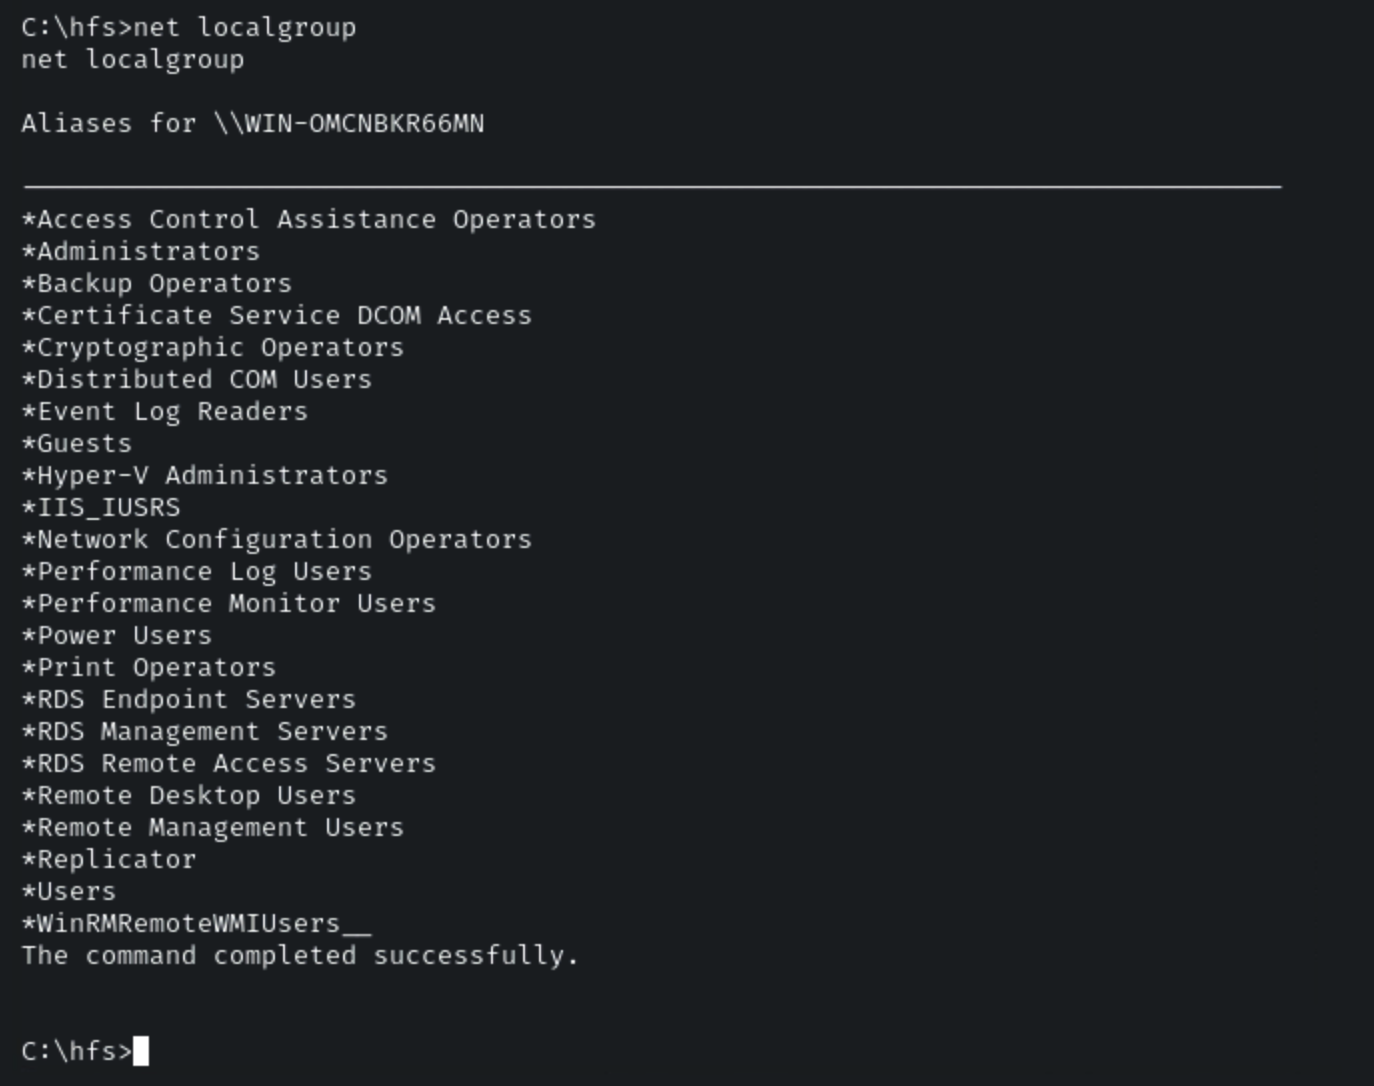 C:\hfs>net localgroup
net localgroup
Aliases for \\WIN-OMCNBKR66MN
*Access Control Assistance Operators
*Administrators
*Backup Operators
*Certificate Service DCOM Access
*Cryptographic Operators
*Distributed COM Users
*Event Log Readers
*Guests
*Hyper-V Administrators
*IIS_IUSRS
*Network Configuration Operators
*Performance Log Users
*Performance Monitor Users
*Power Users
*Print Operators
*RDS Endpoint Servers
*RDS Management Servers
*RDS Remote Access Servers
*Remote Desktop Users
*Remote Management Users
*Replicator
*Users
*WinRMRemoteWMIUsers__
The command completed successfully.
C:\hfs>